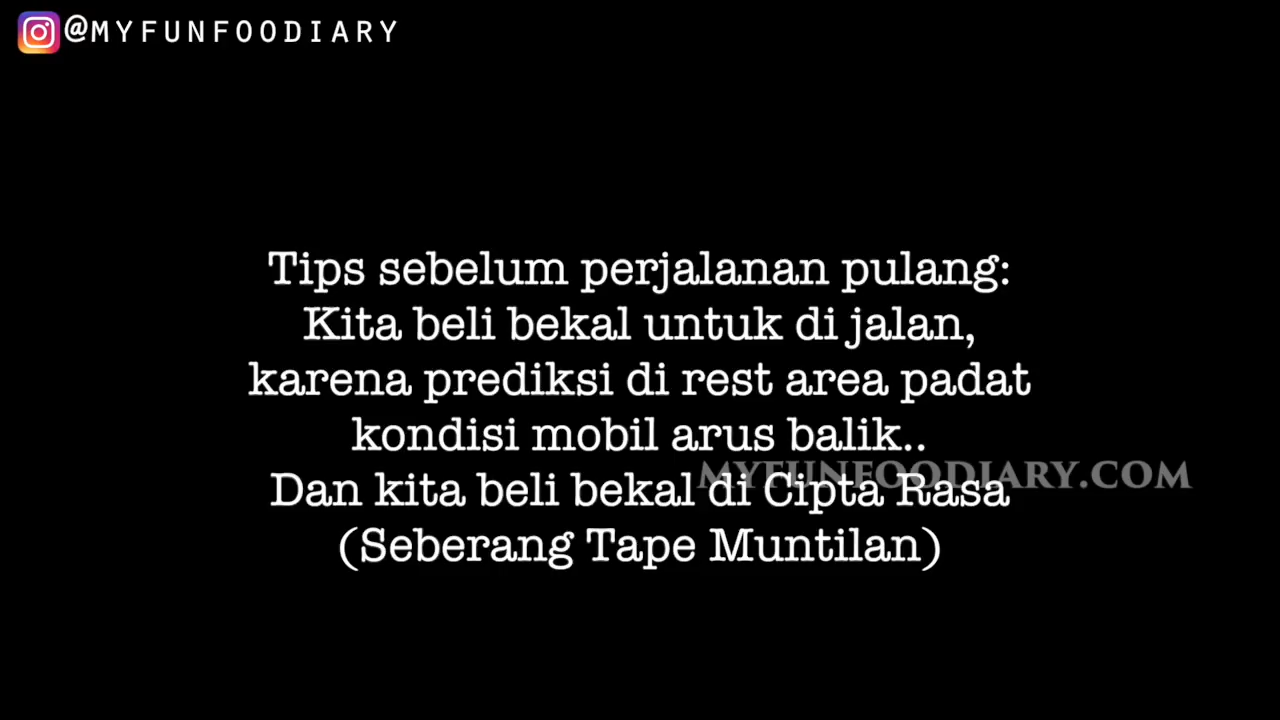 @MYFUNFOODIARY
Tips sebelum perjalanan pulang:
Kita beli bekal untuk di jalan,
karena prediksi di rest area padat
kondisi mobil arus balik..
MYFUNFOODIARY.COM
Dan kita beli bekal di Cipta Rasa
(Seberang Tape Muntilan)